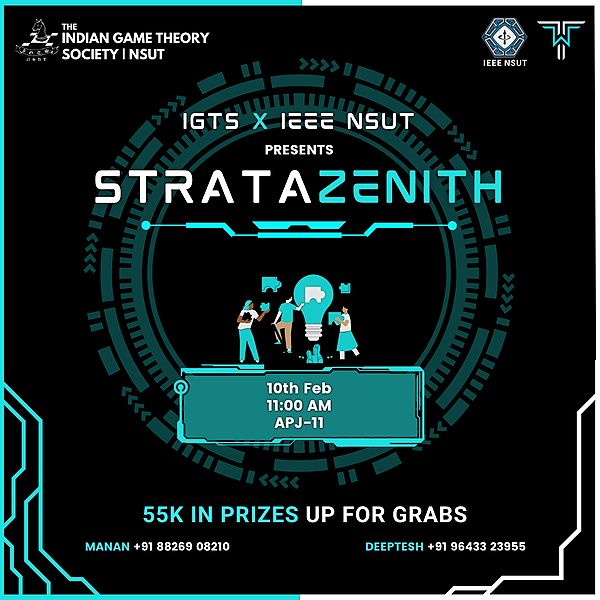 THE
INDIAN GAME THEORY
SOCIETY | NSUT
IEEE NSUT
IGTS X IEEE NSUT
PRESENTS
STRATAZENITH
10th Feb
11:00 AM
APJ-11
55K IN PRIZES UP FOR GRABS
MANAN +91 88269 08210
DEEPTESH +91 96433 23955